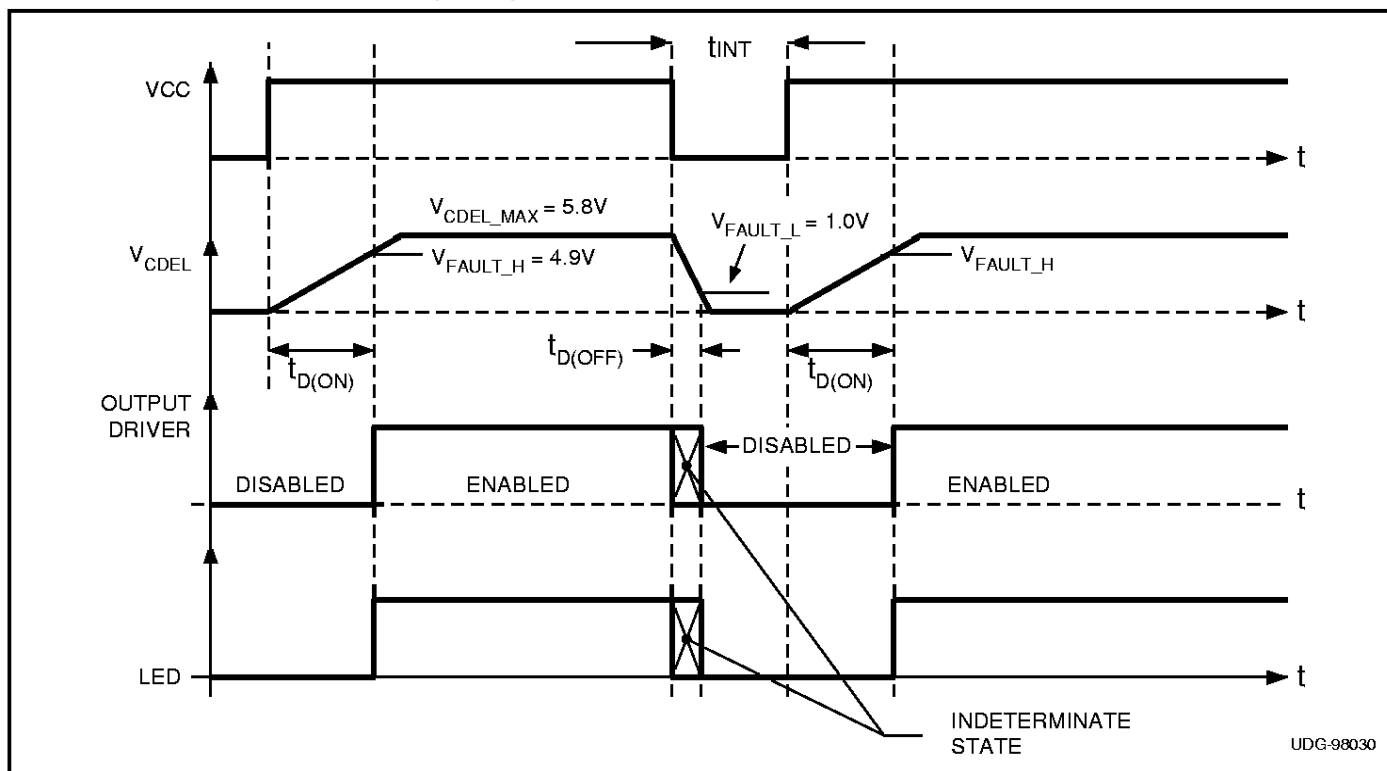 tINT
VCC
t
VCDEL_MAX = 5.8V
VFAULT_L = 1.0V
VCDEL
VFAULT_H = 4.9V
VFAULT_H
t
tD(ON)
tD(OFF)
tD(ON)
OUTPUT
DRIVER
DISABLED
DISABLED
ENABLED
ENABLED
t
LED
t
INDETERMINATE
STATE
UDG-98030